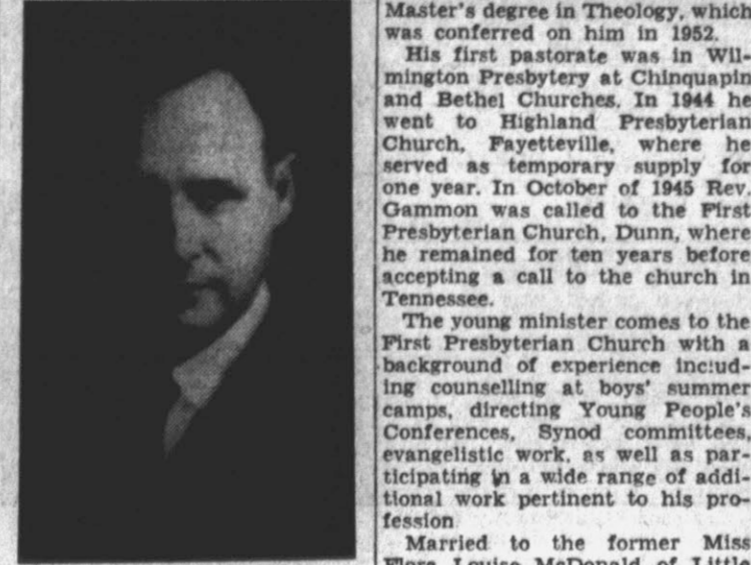 Master's degree in Theology, which
was conferred on him in 1952.
His first pastorate was in Wil-
mington Presbytery at Chinquapin
and Bethel Churches. In 1944 he
went to Highland Presbyterian
Church, Fayetteville, where he
served as temporary supply for
one year. In October of 1945 Rev.
Gammon was called to the First
Presbyterian Church, Dunn, where
he remained for ten years before
accepting a call to the church in
Tennessee.
The young minister comes to the
First Presbyterian Church with a
background of experience includ-
ing counselling at boys' summer
camps, directing Young People's
Conferences, Synod committees,
evangelistic work, as well as par-
ticipating in a wide range of addi-
tional work pertinent to his pro-
fession
Married to the former Miss
Flora Louise McDonald of Little